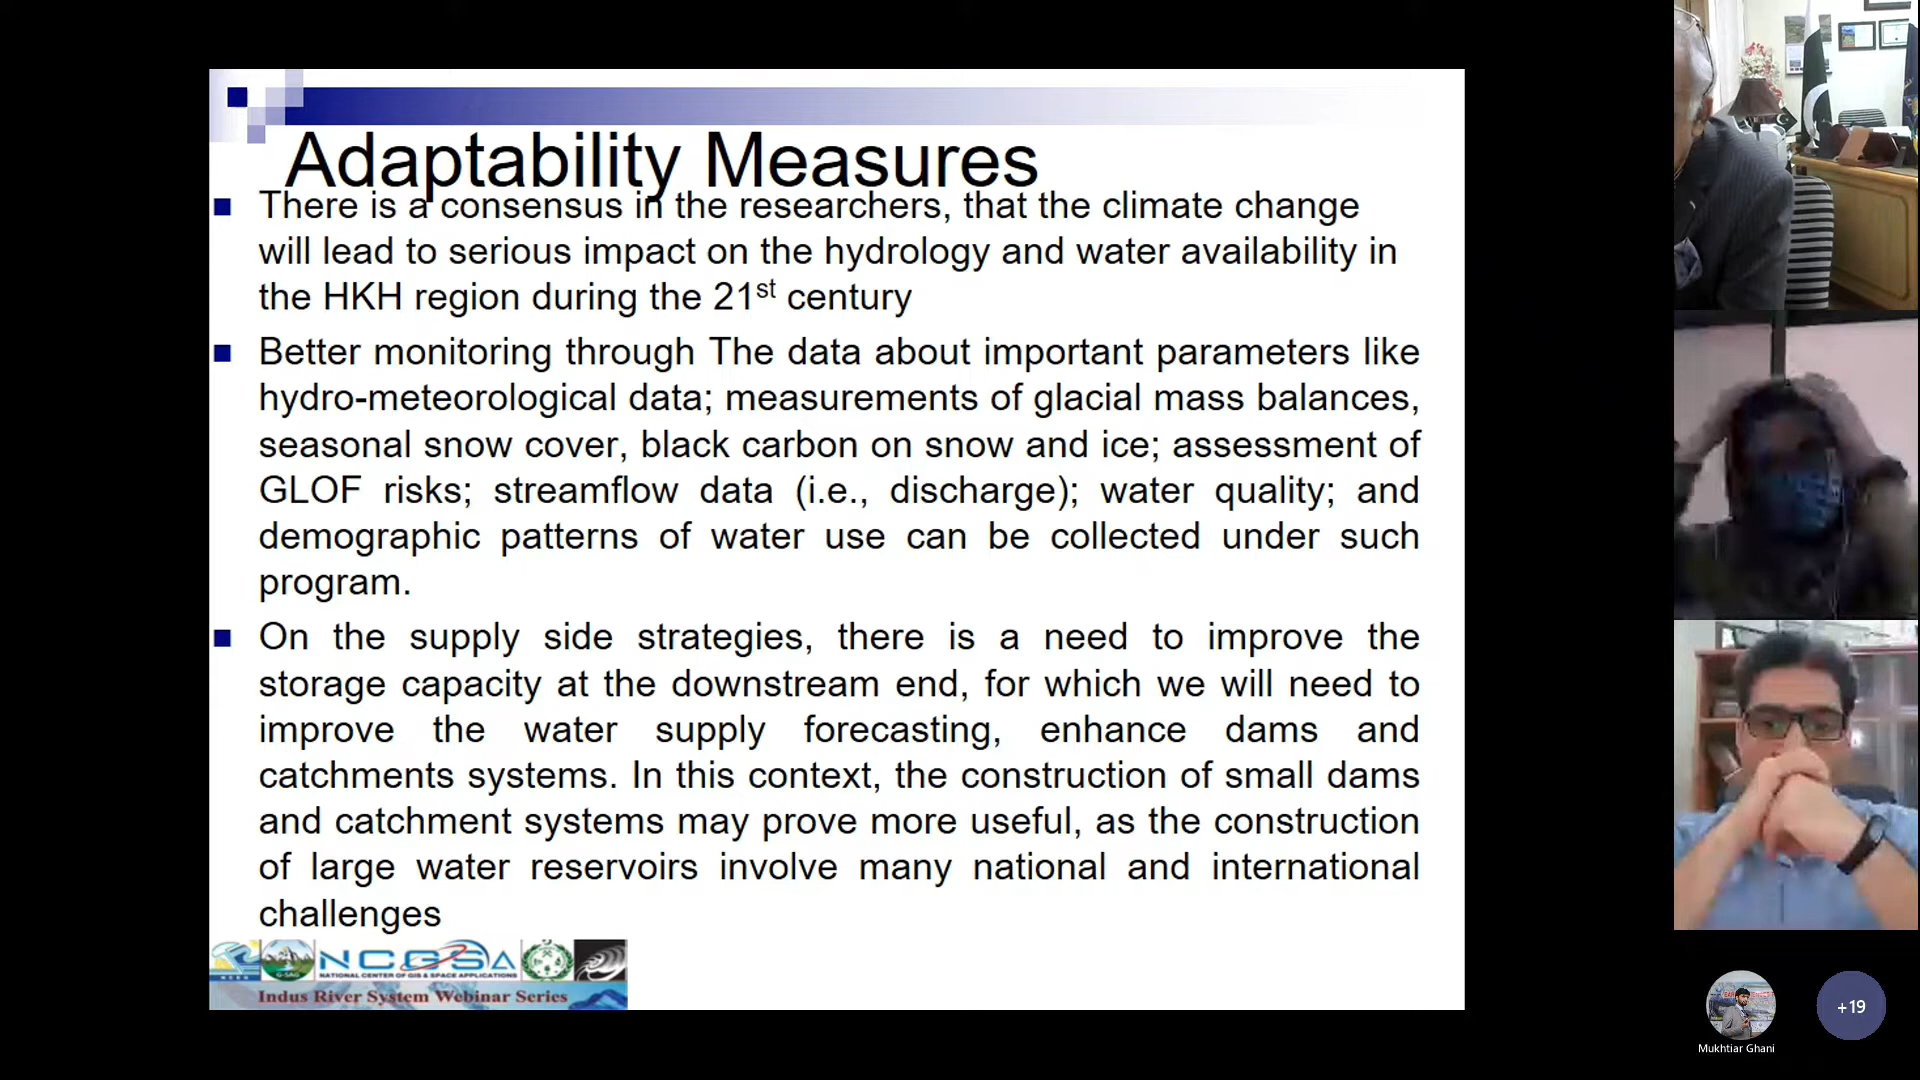 Adaptability Measures
There is a consensus in the researchers, that the climate change
will lead to serious impact on the hydrology and water availability in
the HKH region during the 21st century
Better monitoring through The data about important parameters like
hydro-meteorological data; measurements of glacial mass balances,
seasonal snow cover, black carbon on snow and ice; assessment of
GLOF risks; streamflow data (i.e., discharge); water quality; and
demographic patterns of water use can be collected under such
program.
On the supply side strategies, there is a need to improve the
storage capacity at the downstream end, for which we will need to
improve the water supply forecasting, enhance dams and
catchments systems. In this context, the construction of small dams
and catchment systems may prove more useful, as the construction
of large water reservoirs involve many national and international
challenges
G-SAG
NCGSA
NATIONAL CENTER OF GIS & SPACE APPLICATIONS
Indus River System Webinar Series
+19
Mukhtiar Ghani